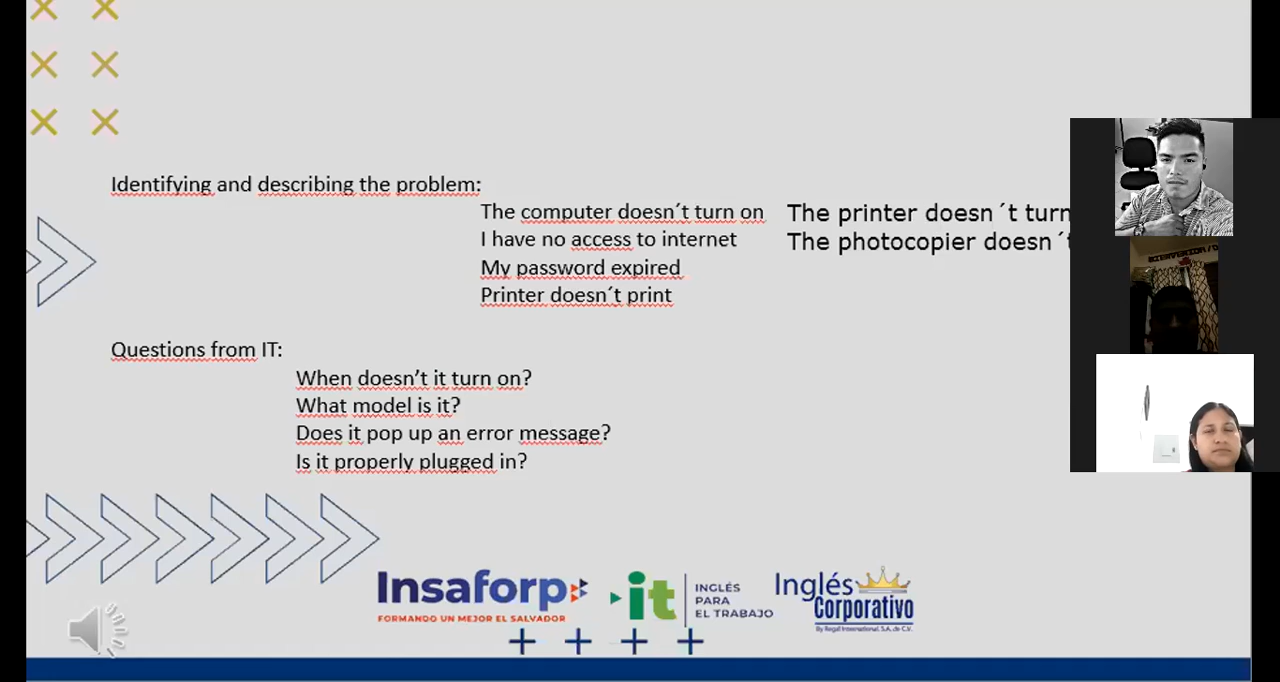 Identifying and describing the problem:
The computer doesn´t turn on
I have no access to internet
My password expired
Printer doesn´t print
The printer doesn´t turn
The photocopier doesn´t
Questions from IT:
When doesn’t it turn on?
What model is it?
Does it pop up an error message?
Is it properly plugged in?
Insaforp
FORMANDO UN MEJOR EL SALVADOR
it
INGLÉS
PARA
EL TRABAJO
Inglés
Corporativo
By Regal International, S.A. de C.V.